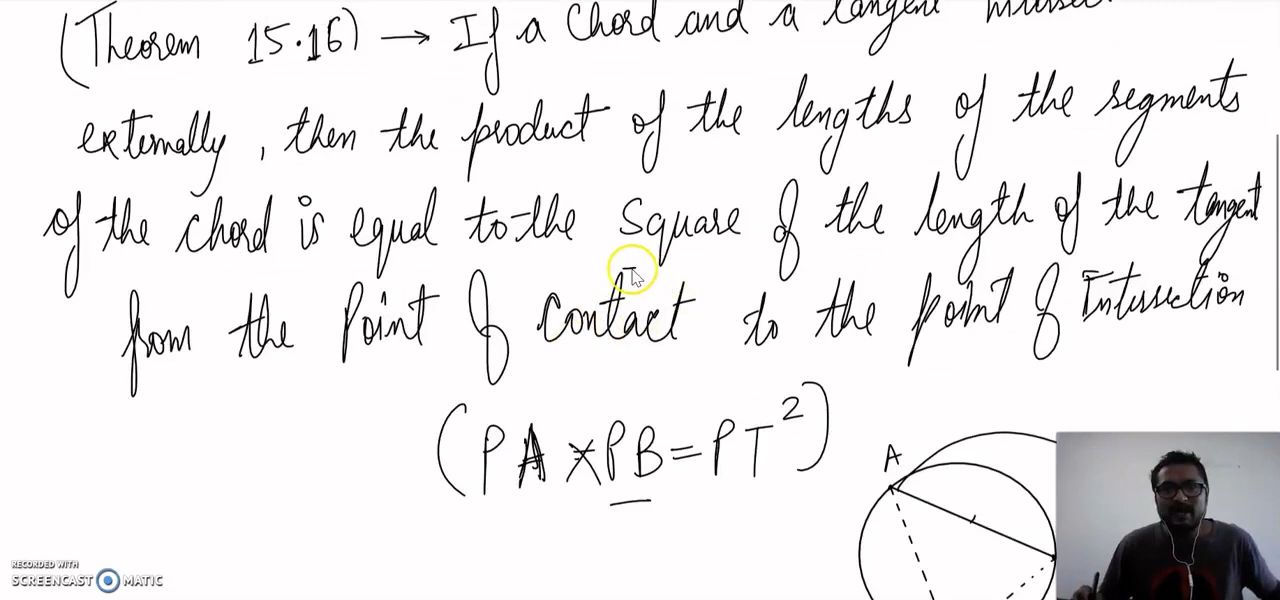 (Theorem 15.16) → If a Chord and a tangent intersect
externally, then the product of the lengths of the segments
of the chord is equal to the Square of the length of the tangent
from the Point of contact to the point of Intersection
(PA × PB = PT²)
A
RECORDED WITH
SCREENCAST MATIC